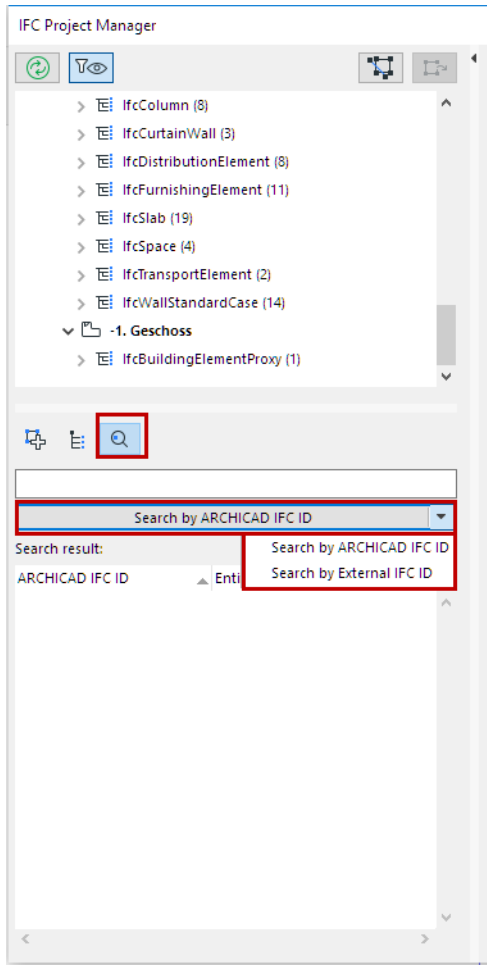 IFC Project Manager
IfcColumn (8)
IfcCurtainWall (3)
IfcDistributionElement (8)
IfcFurnishingElement (11)
IfcSlab (19)
IfcSpace (4)
IfcTransportElement (2)
IfcWallStandardCase (14)
-1. Geschoss
IfcBuildingElementProxy (1)
Search by ARCHICAD IFC ID
Search result:
Search by ARCHICAD IFC ID
ARCHICAD IFC ID Enti
Search by External IFC ID